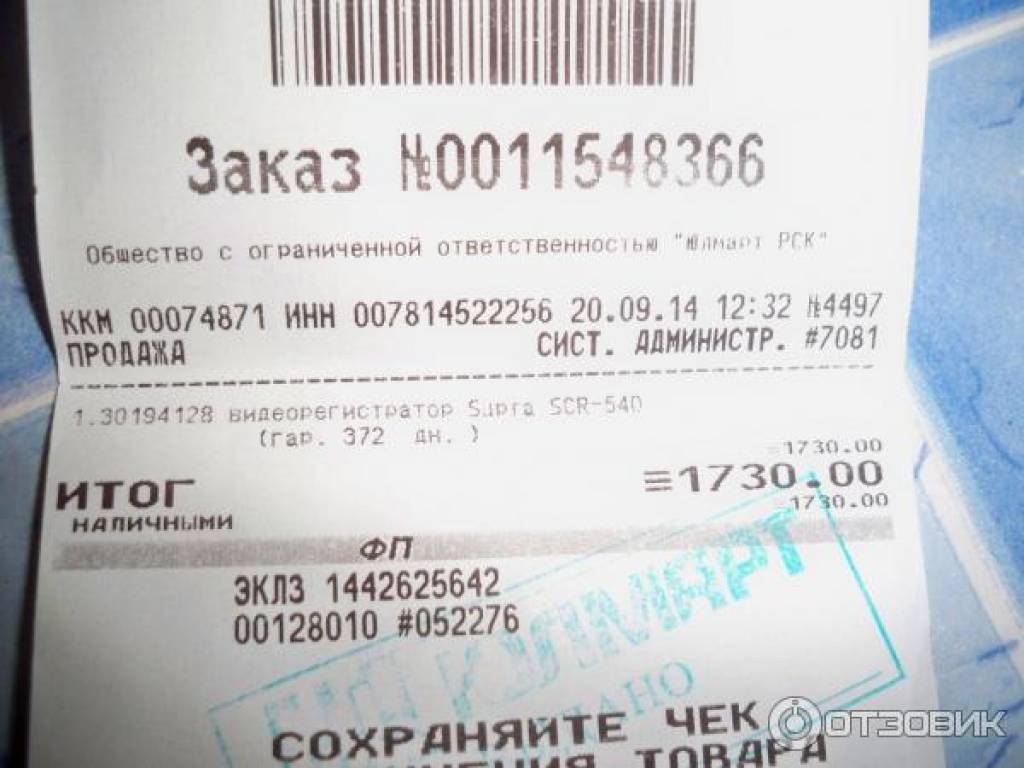 Заказ №0011548366
Общество с ограниченной ответственностью "Юлмарт РСК"
ККМ 00074871 ИНН 007814522256 20.09.14 12:32 №4497
ПРОДАЖА СИСТ. АДМИНИСТР. #7081
1.30194128 видеорегистратор Supra SCR-540
(гар. 372 дн. )
=1730.00
ИТОГ ≡1730.00
НАЛИЧНЫМИ =1730.00
ФП
ЭКЛЗ 1442625642
00128010 #052276
ЮЛМАРТ
СОХРАНЯЙТЕ ЧЕК
ТОВАРА
ОТЗОВИК